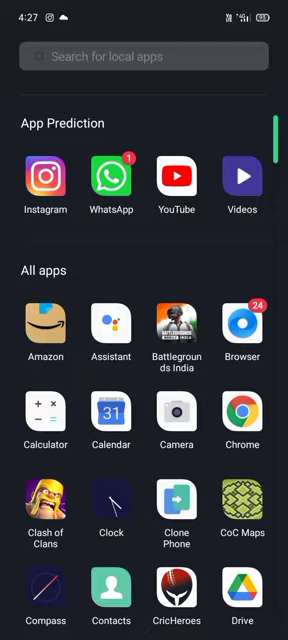 4:27
95
Search for local apps
App Prediction
1
Instagram WhatsApp YouTube Videos
All apps
24
Amazon Assistant Battlegroun ds India Browser
31
Calculator Calendar Camera Chrome
Clash of Clans Clock Clone Phone CoC Maps
Compass Contacts CricHeroes Drive